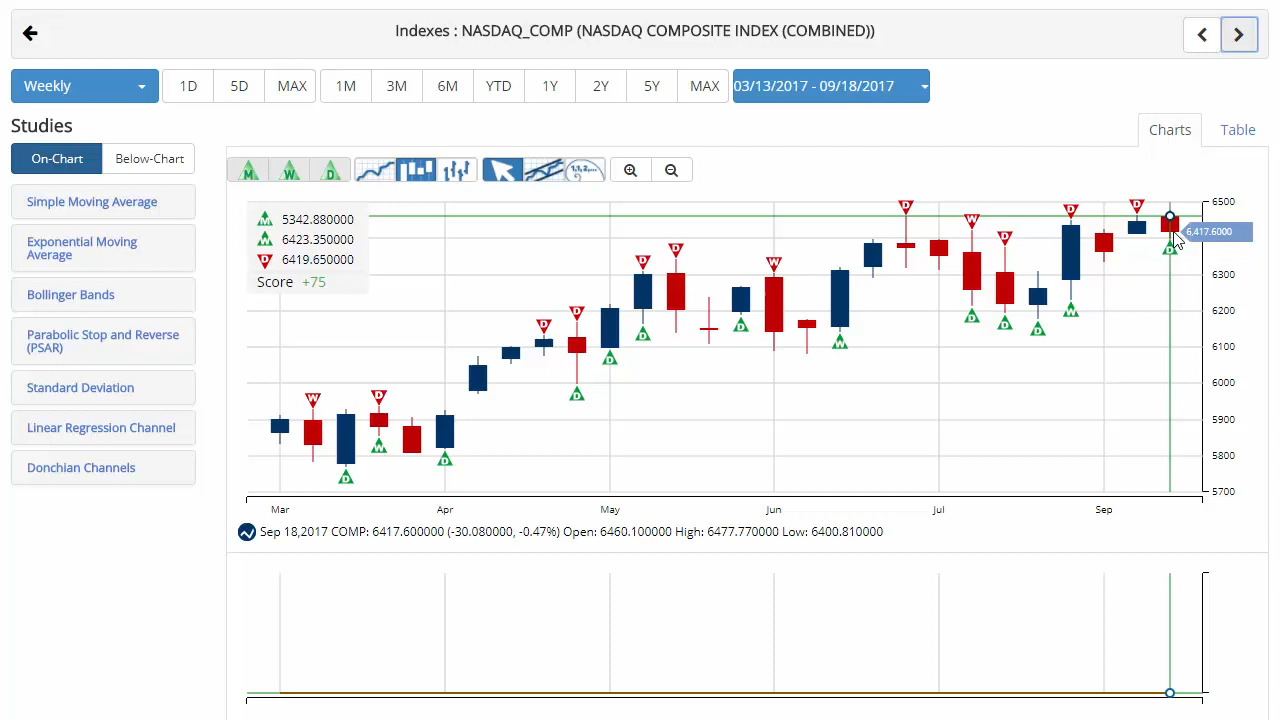 Indexes : NASDAQ_COMP (NASDAQ COMPOSITE INDEX (COMBINED))
Weekly 1D 5D MAX 1M 3M 6M YTD 1Y 2Y 5Y MAX 03/13/2017 - 09/18/2017
Studies
Charts Table
On-Chart Below-Chart
M W D 1,1,2,...
Simple Moving Average
Exponential Moving
Average
Bollinger Bands
Parabolic Stop and Reverse
(PSAR)
Standard Deviation
Linear Regression Channel
Donchian Channels
M 5342.880000
W 6423.350000
D 6419.650000
Score +75
W D D D D D W D W D D D
D W D D D D D D W D D D W D
6500
6,417.6000
6300
6200
6100
6000
5900
5800
5700
Mar Apr May Jun Jul Sep
Sep 18,2017 COMP: 6417.600000 (-30.080000, -0.47%) Open: 6460.100000 High: 6477.770000 Low: 6400.810000